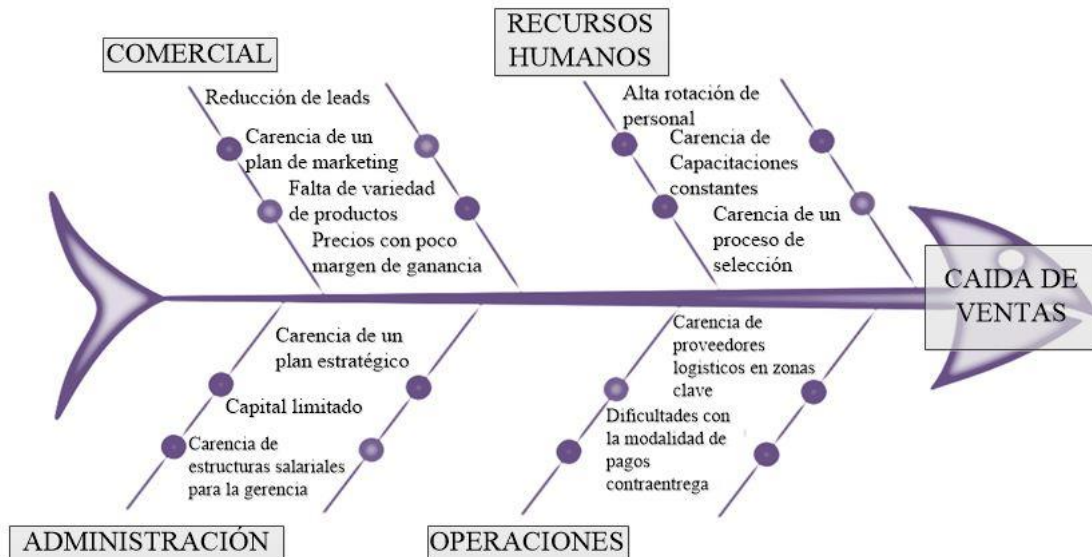 COMERCIAL
Reducción de leads
Carencia de un
plan de marketing
Falta de variedad
de productos
Precios con poco
margen de ganancia
RECURSOS
HUMANOS
Alta rotación de
personal
Carencia de
Capacitaciones
constantes
Carencia de un
proceso de
selección
CAIDA DE
VENTAS
Carencia de un
plan estratégico
Capital limitado
Carencia de
estructuras salariales
para la gerencia
ADMINISTRACIÓN
Carencia de
proveedores
logisticos en zonas
clave
Dificultades con
la modalidad de
pagos
contraentrega
OPERACIONES